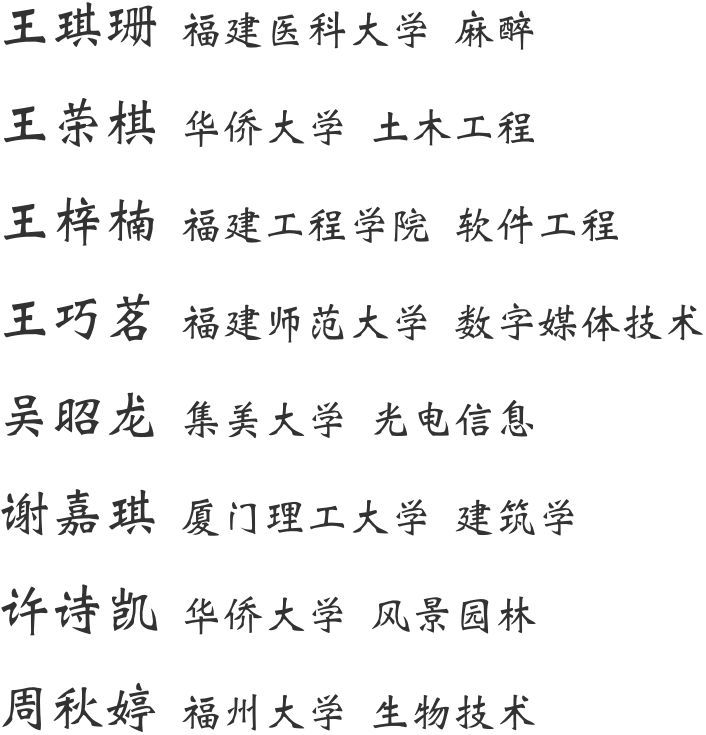 王琪珊 福建医科大学 麻醉
王荣棋 华侨大学 土木工程
王梓楠 福建工程学院 软件工程
王巧茗 福建师范大学 数字媒体技术
吴昭龙 集美大学 光电信息
谢嘉琪 厦门理工大学 建筑学
许诗凯 华侨大学 风景园林
周秋婷 福州大学 生物技术